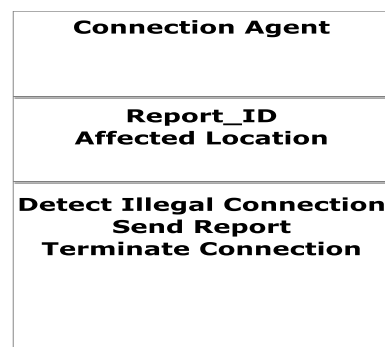 Connection Agent
Report_ID
Affected Location
Detect Illegal Connection
Send Report
Terminate Connection